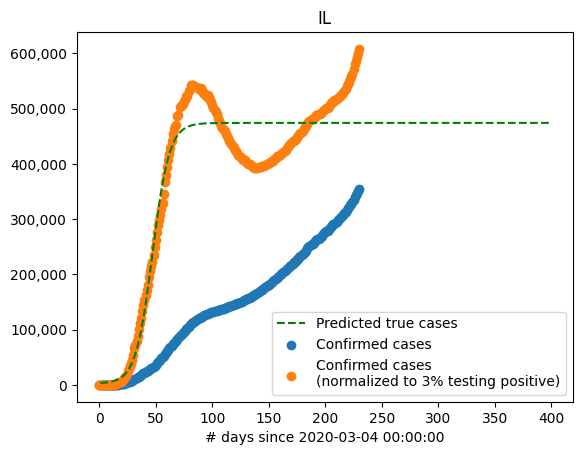 IL
600,000
500,000
400,000
300,000
200,000
100,000
0
Predicted true cases
Confirmed cases
Confirmed cases
(normalized to 3% testing positive)
0 50 100 150 200 250 300 350 400
# days since 2020-03-04 00:00:00